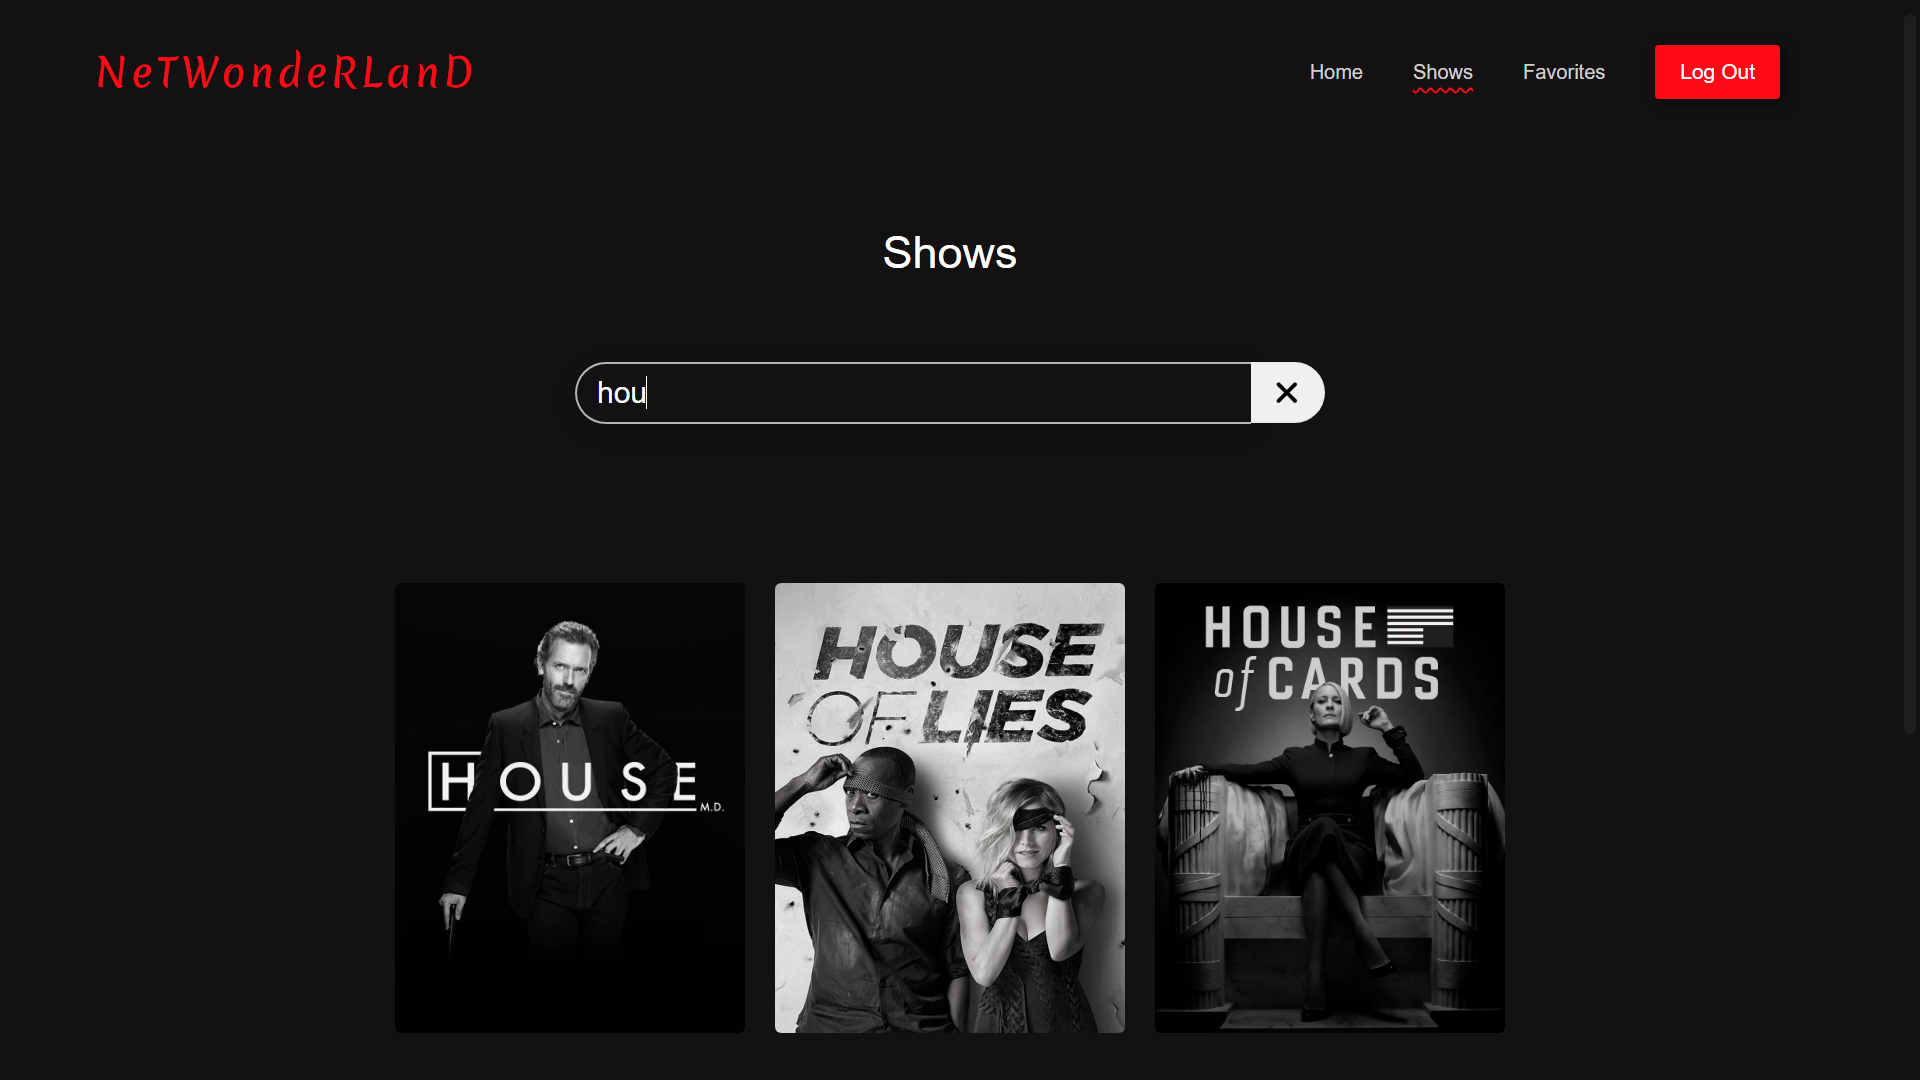 NeTWondeRLanD
Home
Shows
Favorites
Log Out
Shows
hou
HOUSE
M.D.
HOUSE
OF LIES
HOUSE
of CARDS